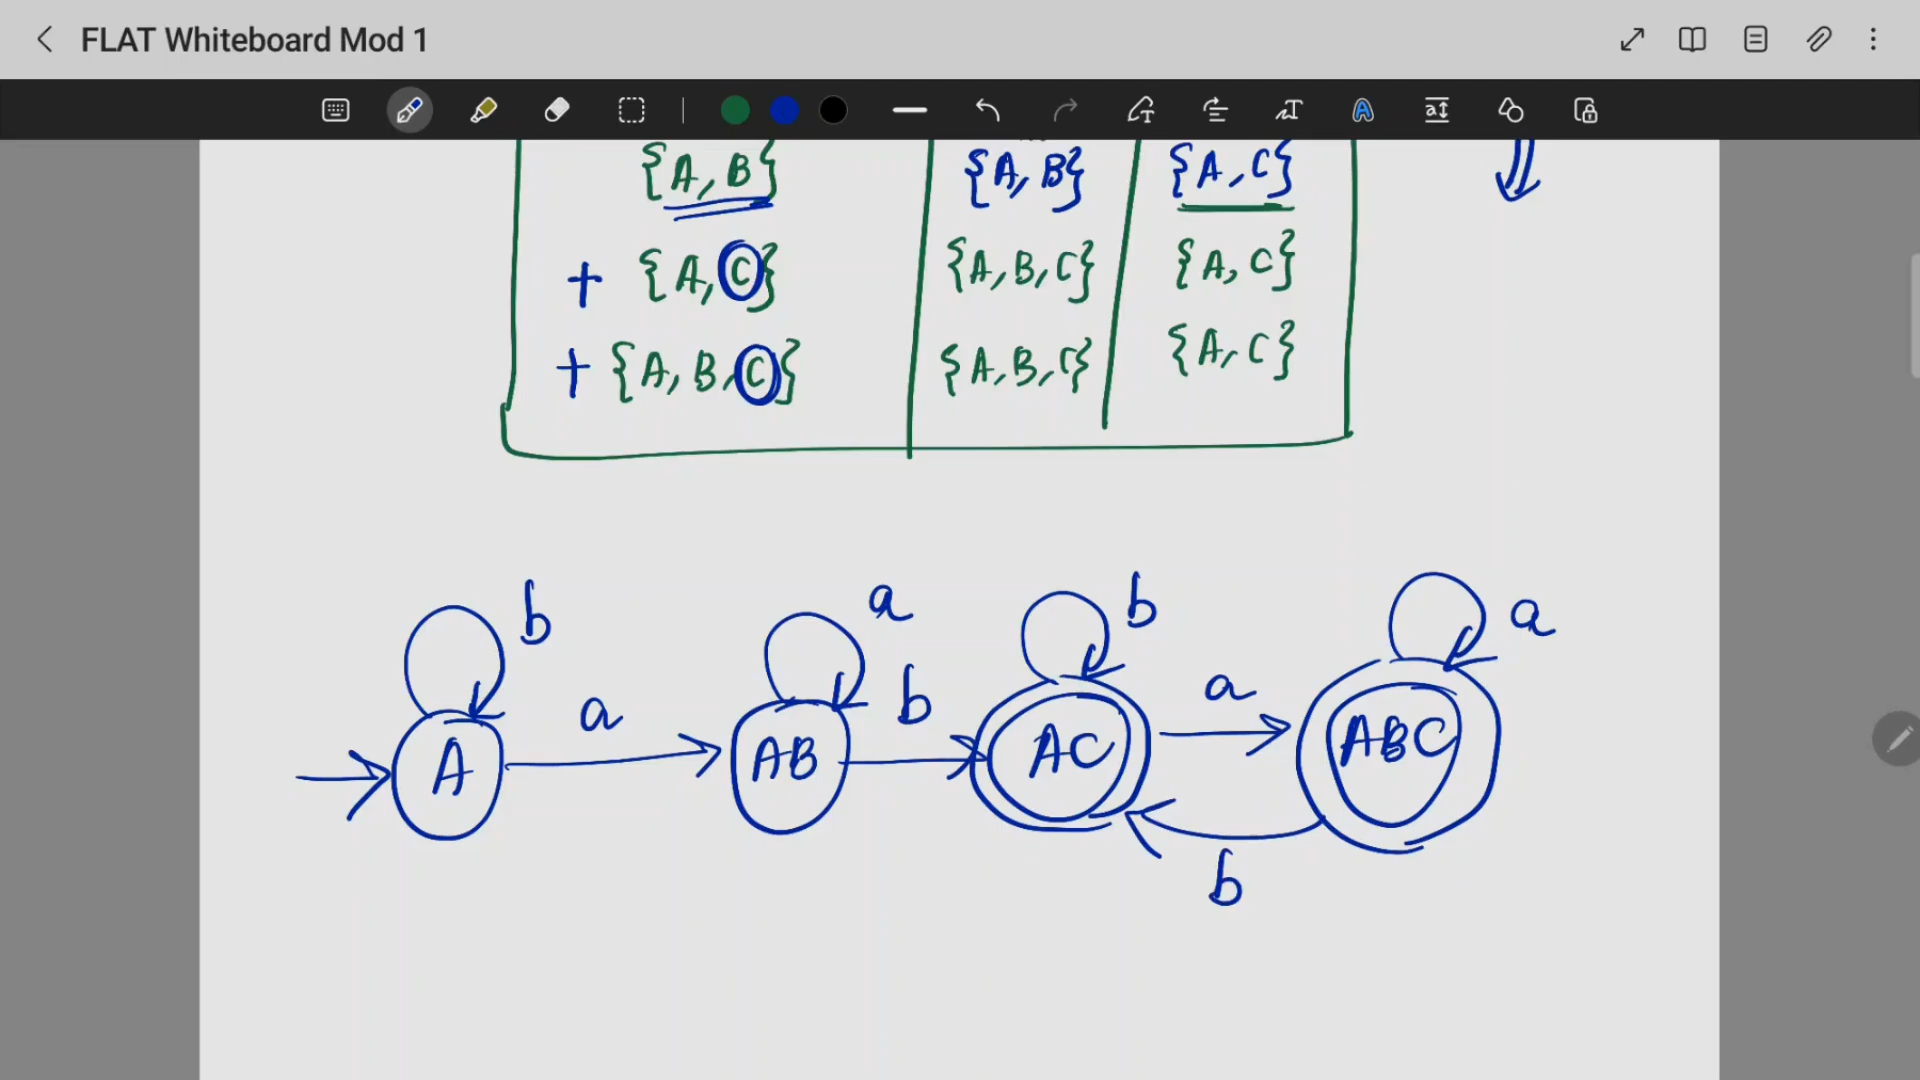 FLAT Whiteboard Mod 1
{A, B} {A, B} {A, C}
+ {A, C} {A, B, C} {A, C}
+ {A, B, C} {A, B, C} {A, C}
b a b a
a b a
A AB AC ABC
b